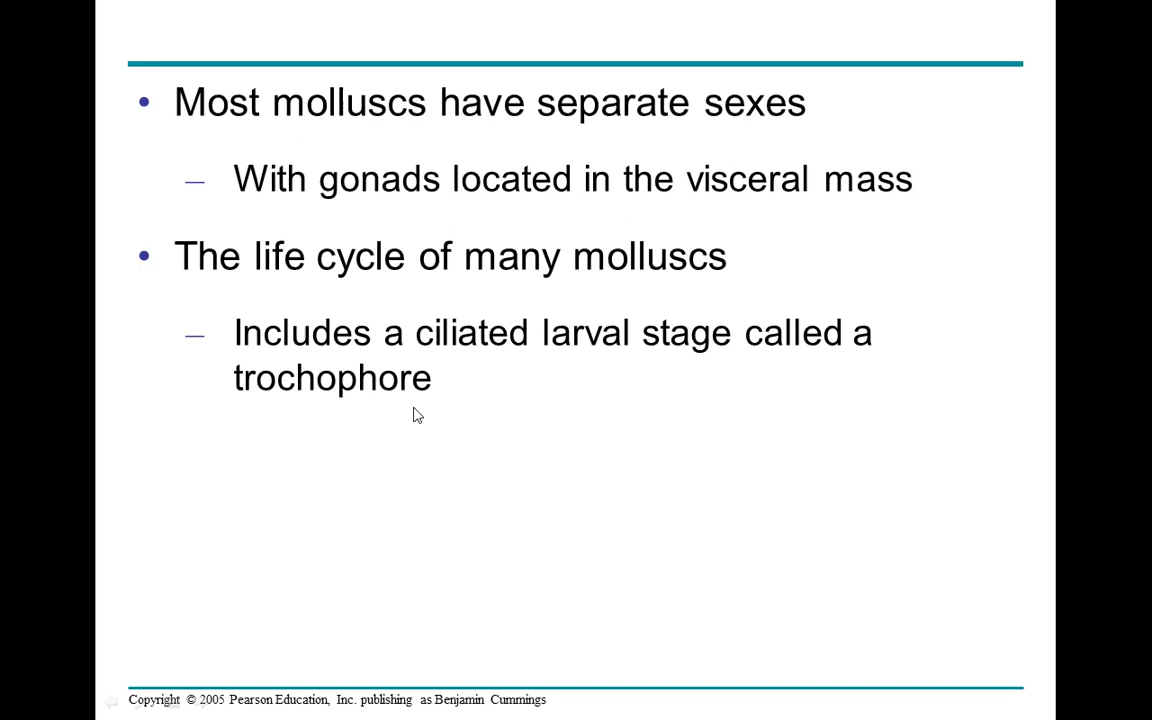 • Most molluscs have separate sexes
– With gonads located in the visceral mass
• The life cycle of many molluscs
– Includes a ciliated larval stage called a
trochophore
Copyright © 2005 Pearson Education, Inc. publishing as Benjamin Cummings